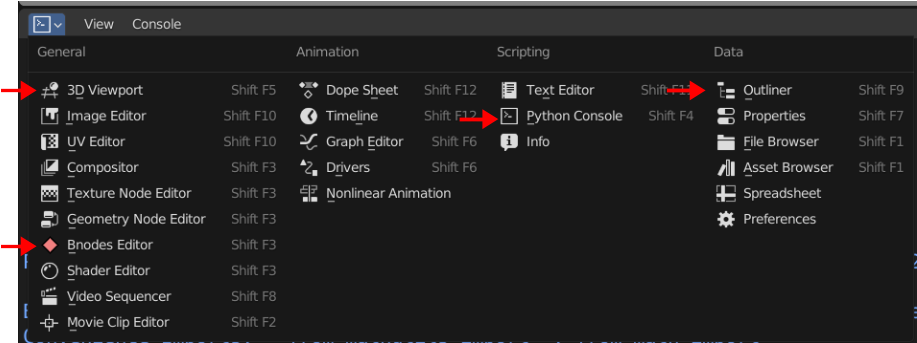 View Console
General Animation Scripting Data
3D Viewport Shift F5 Dope Sheet Shift F12 Text Editor Shift F11 Outliner Shift F9
Image Editor Shift F10 Timeline Shift F12 Python Console Shift F4 Properties Shift F7
UV Editor Shift F10 Graph Editor Shift F6 Info File Browser Shift F1
Compositor Shift F3 Drivers Shift F6 Asset Browser Shift F1
Texture Node Editor Shift F3 Nonlinear Animation Spreadsheet
Geometry Node Editor Shift F3 Preferences
Bnodes Editor Shift F3
Shader Editor Shift F3
Video Sequencer Shift F8
Movie Clip Editor Shift F2